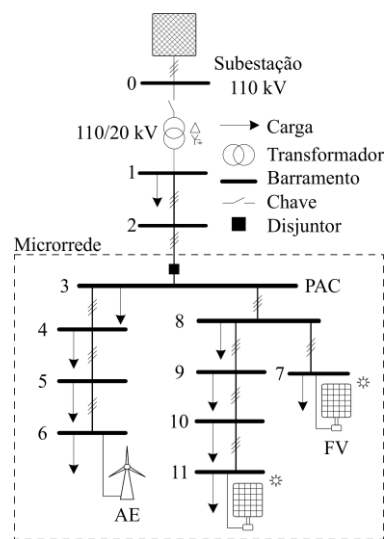 Subestação
0 110 kV
110/20 kV
Carga
Transformador
1 Barramento
Chave
2 Disjuntor
Microrrede
3 PAC
4 8
5 9 7
10 FV
6
11
AE